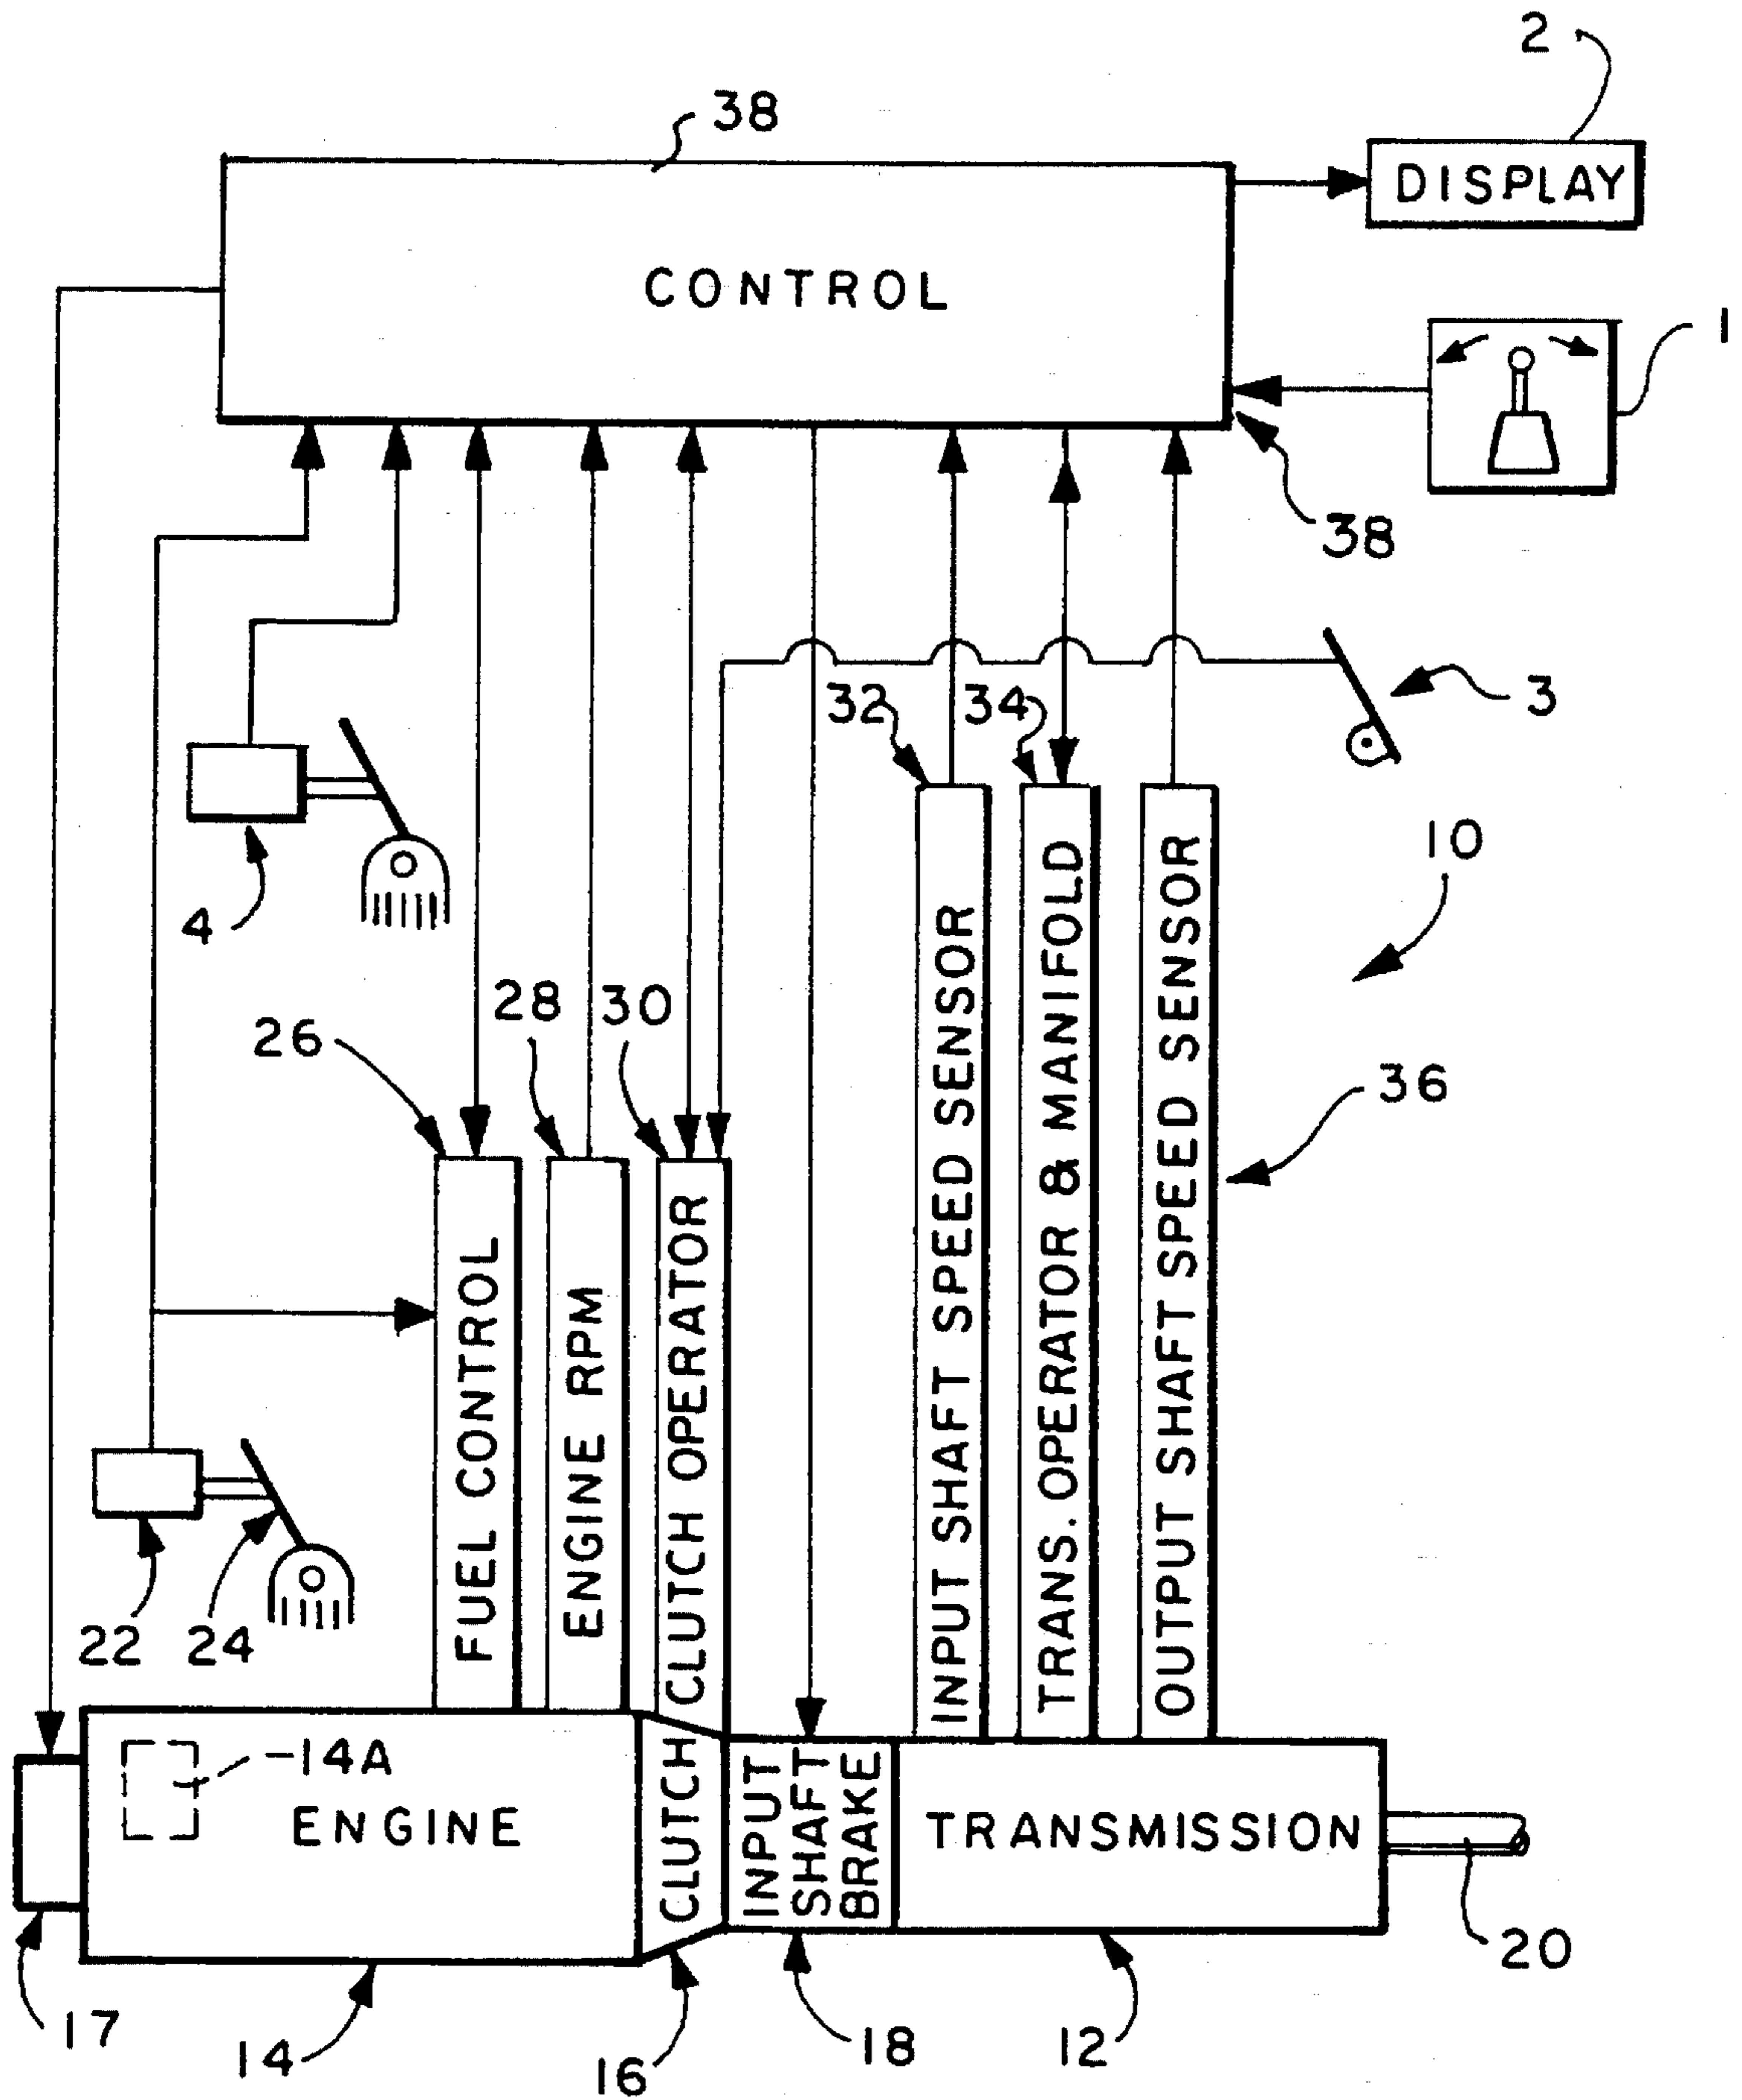 2
38
DISPLAY
CONTROL
1
38
32
34
3
4
10
28
30
26
36
INPUT SHAFT SPEED SENSOR
TRANS. OPERATOR & MANIFOLD
OUTPUT SHAFT SPEED SENSOR
FUEL CONTROL
ENGINE RPM
CLUTCH OPERATOR
22
24
14A
ENGINE
CLUTCH
INPUT
SHAFT
BRAKE
TRANSMISSION
20
17
14
16
18
12